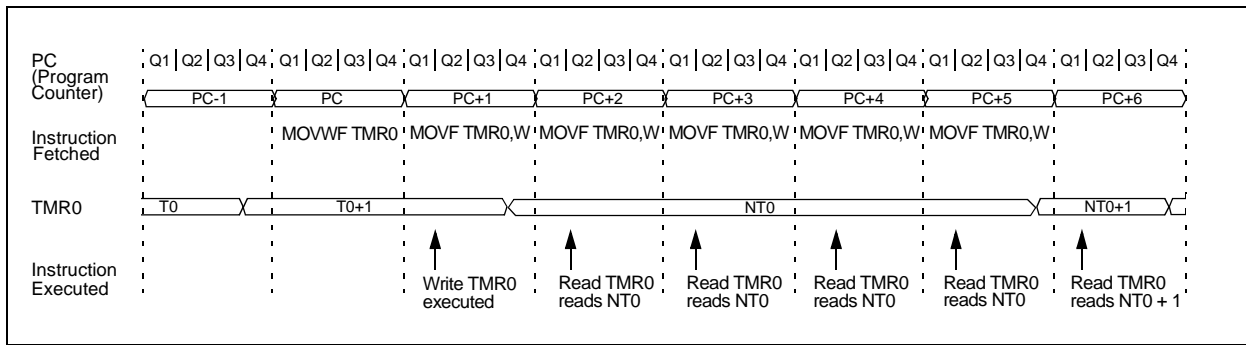 PC
(Program
Counter)
Q1 Q2 Q3 Q4 Q1 Q2 Q3 Q4 Q1 Q2 Q3 Q4 Q1 Q2 Q3 Q4 Q1 Q2 Q3 Q4 Q1 Q2 Q3 Q4 Q1 Q2 Q3 Q4 Q1 Q2 Q3 Q4
PC-1 PC PC+1 PC+2 PC+3 PC+4 PC+5 PC+6
Instruction
Fetched
MOVWF TMR0 MOVF TMR0,W MOVF TMR0,W MOVF TMR0,W MOVF TMR0,W MOVF TMR0,W
TMR0
T0 T0+1 NT0 NT0+1
Instruction
Executed
Write TMR0
executed
Read TMR0
reads NT0
Read TMR0
reads NT0
Read TMR0
reads NT0
Read TMR0
reads NT0
Read TMR0
reads NT0 + 1